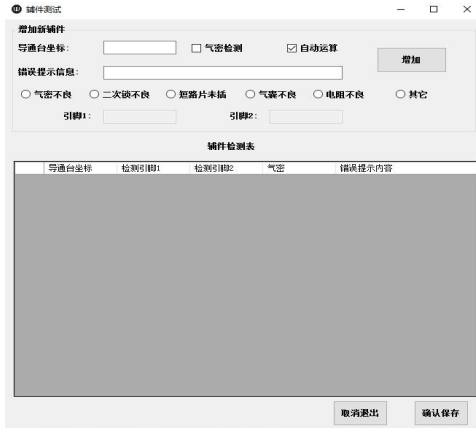 辅件测试
增加新辅件
导通台坐标: 气密检测 自动运算 增加
错误提示信息:
气密不良 二次锁不良 短路片未插 气囊不良 电阻不良 其它
引脚1: 引脚2:
辅件检测表
导通台坐标 检测引脚1 检测引脚2 气密 错误提示内容
取消退出 确认保存